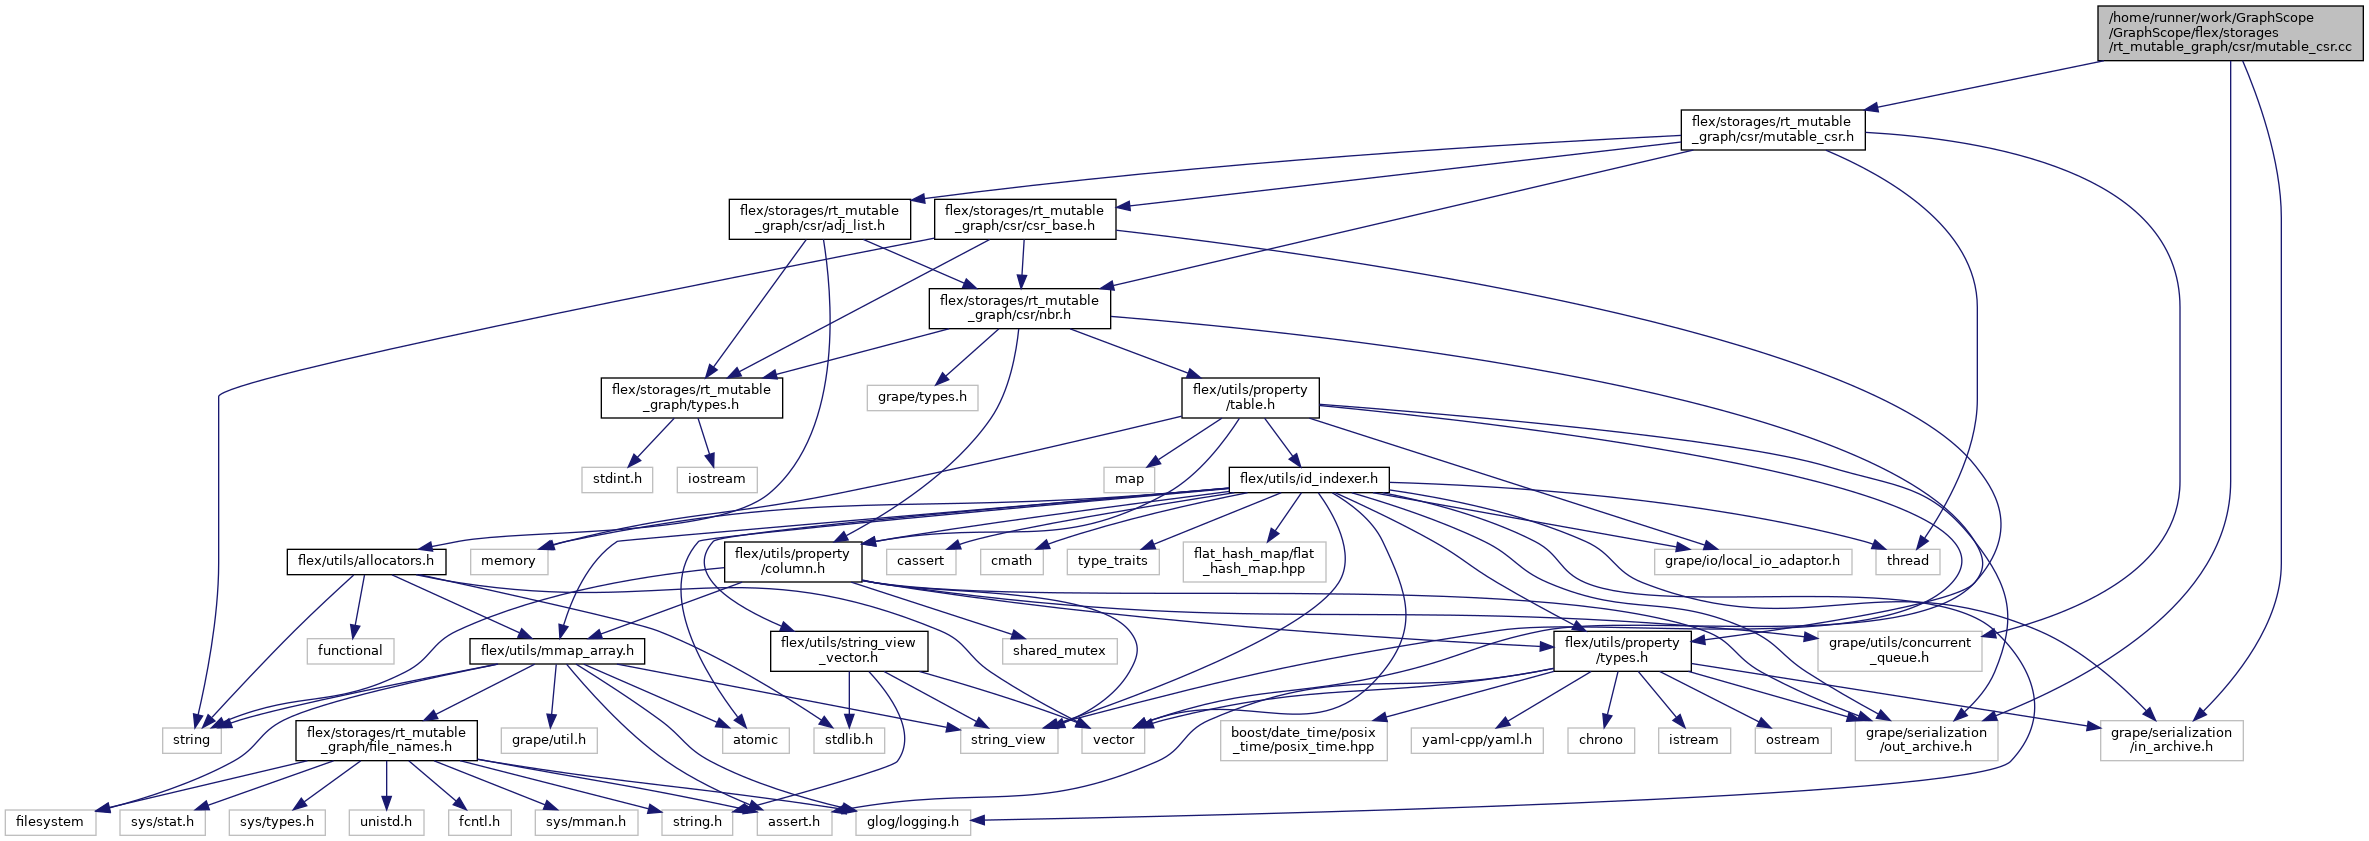 /home/runner/work/GraphScope
/GraphScope/flex/storages
/rt_mutable_graph/csr/mutable_csr.cc
flex/storages/rt_mutable
_graph/csr/mutable_csr.h
flex/storages/rt_mutable
_graph/csr/adj_list.h
flex/storages/rt_mutable
_graph/csr/csr_base.h
flex/storages/rt_mutable
_graph/csr/nbr.h
flex/storages/rt_mutable
_graph/types.h
grape/types.h
flex/utils/property
/table.h
stdint.h
iostream
map
flex/utils/id_indexer.h
flex/utils/allocators.h
memory
flex/utils/property
/column.h
cassert
cmath
type_traits
flat_hash_map/flat
_hash_map.hpp
grape/io/local_io_adaptor.h
thread
functional
flex/utils/mmap_array.h
flex/utils/string_view
_vector.h
shared_mutex
flex/utils/property
/types.h
grape/utils/concurrent
_queue.h
string
flex/storages/rt_mutable
_graph/file_names.h
grape/util.h
atomic
stdlib.h
string_view
vector
boost/date_time/posix
_time/posix_time.hpp
yaml-cpp/yaml.h
chrono
istream
ostream
grape/serialization
/out_archive.h
grape/serialization
/in_archive.h
filesystem
sys/stat.h
sys/types.h
unistd.h
fcntl.h
sys/mman.h
string.h
assert.h
glog/logging.h